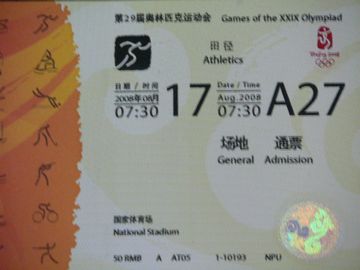 第29届奥林匹克运动会 Games of the XXIX Olympiad
田径
Athletics
Beijing 2008
日期 / 时间 Date / Time
2008年08月 17 Aug.2008 A27
07:30 07:30
场地 通票
General Admission
国家体育场
National Stadium
50 RMB A AT05 1-10193 NPU